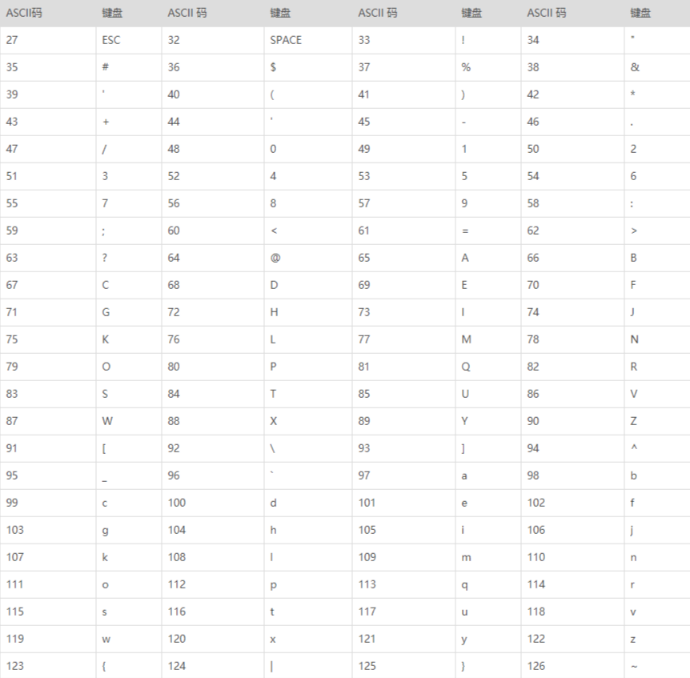 ASCII码 键盘 ASCII 码 键盘 ASCII 码 键盘 ASCII 码 键盘
27 ESC 32 SPACE 33 ! 34 "
35 # 36 $ 37 % 38 &
39 ' 40 ( 41 ) 42 *
43 + 44 ' 45 - 46 .
47 / 48 0 49 1 50 2
51 3 52 4 53 5 54 6
55 7 56 8 57 9 58 :
59 ; 60 < 61 = 62 >
63 ? 64 @ 65 A 66 B
67 C 68 D 69 E 70 F
71 G 72 H 73 I 74 J
75 K 76 L 77 M 78 N
79 O 80 P 81 Q 82 R
83 S 84 T 85 U 86 V
87 W 88 X 89 Y 90 Z
91 [ 92 \ 93 ] 94 ^
95 _ 96 ` 97 a 98 b
99 c 100 d 101 e 102 f
103 g 104 h 105 i 106 j
107 k 108 l 109 m 110 n
111 o 112 p 113 q 114 r
115 s 116 t 117 u 118 v
119 w 120 x 121 y 122 z
123 { 124 | 125 } 126 ~